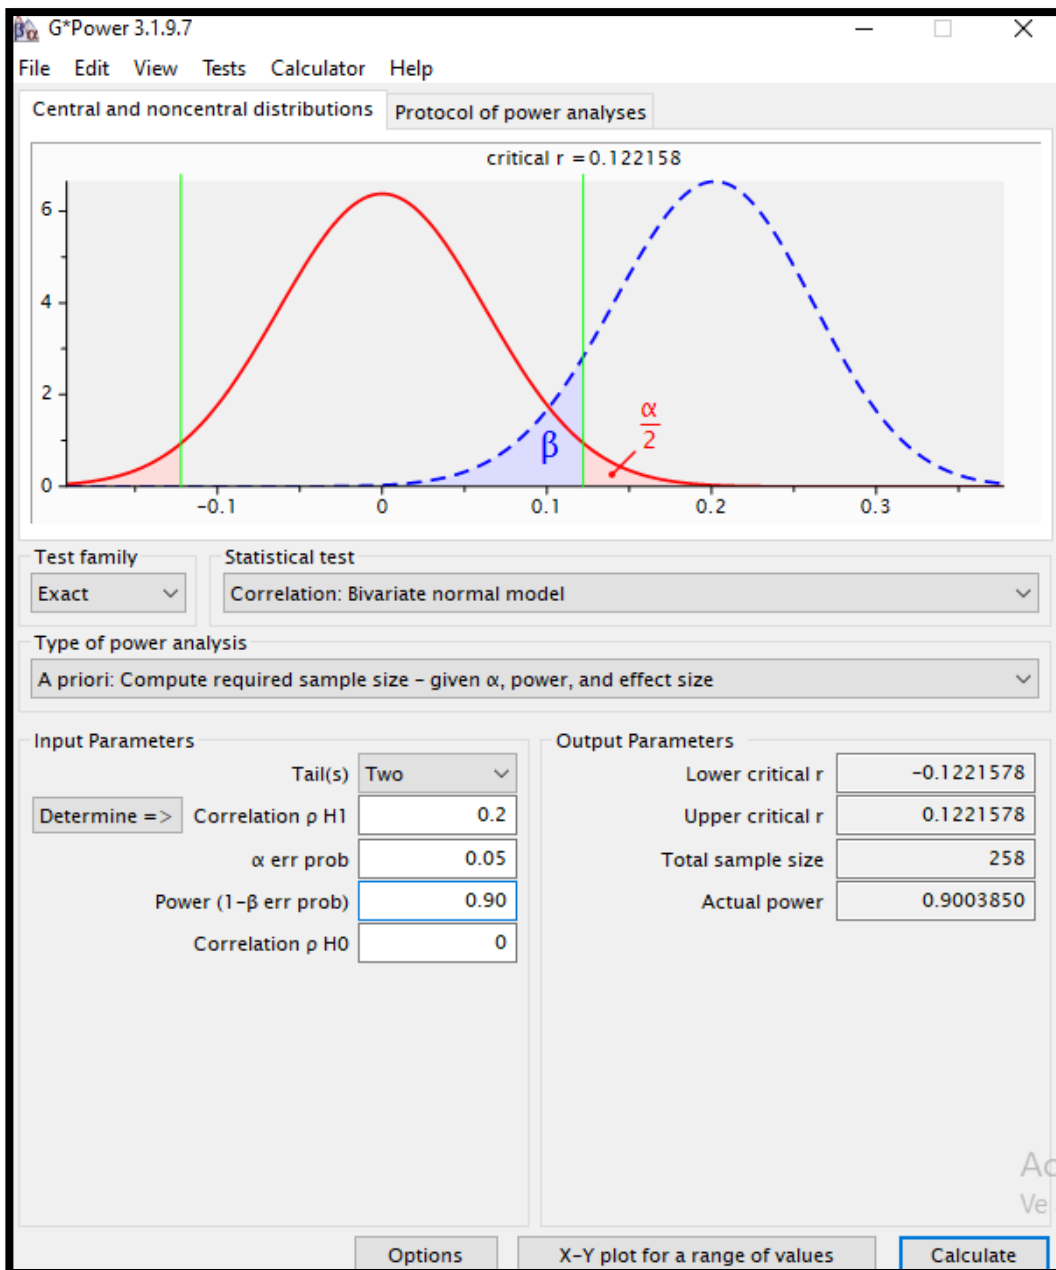 G*Power 3.1.9.7
File Edit View Tests Calculator Help
Central and noncentral distributions Protocol of power analyses
critical r = 0.122158
6
4
2
0
β
α
2
-0.1 0 0.1 0.2 0.3
Test family Statistical test
Exact Correlation: Bivariate normal model
Type of power analysis
A priori: Compute required sample size – given α, power, and effect size
Input Parameters Output Parameters
Tail(s) Two Lower critical r -0.1221578
Determine => Correlation ρ H1 0.2 Upper critical r 0.1221578
α err prob 0.05 Total sample size 258
Power (1–β err prob) 0.90 Actual power 0.9003850
Correlation ρ H0 0
Ac
Ve
Options X–Y plot for a range of values Calculate